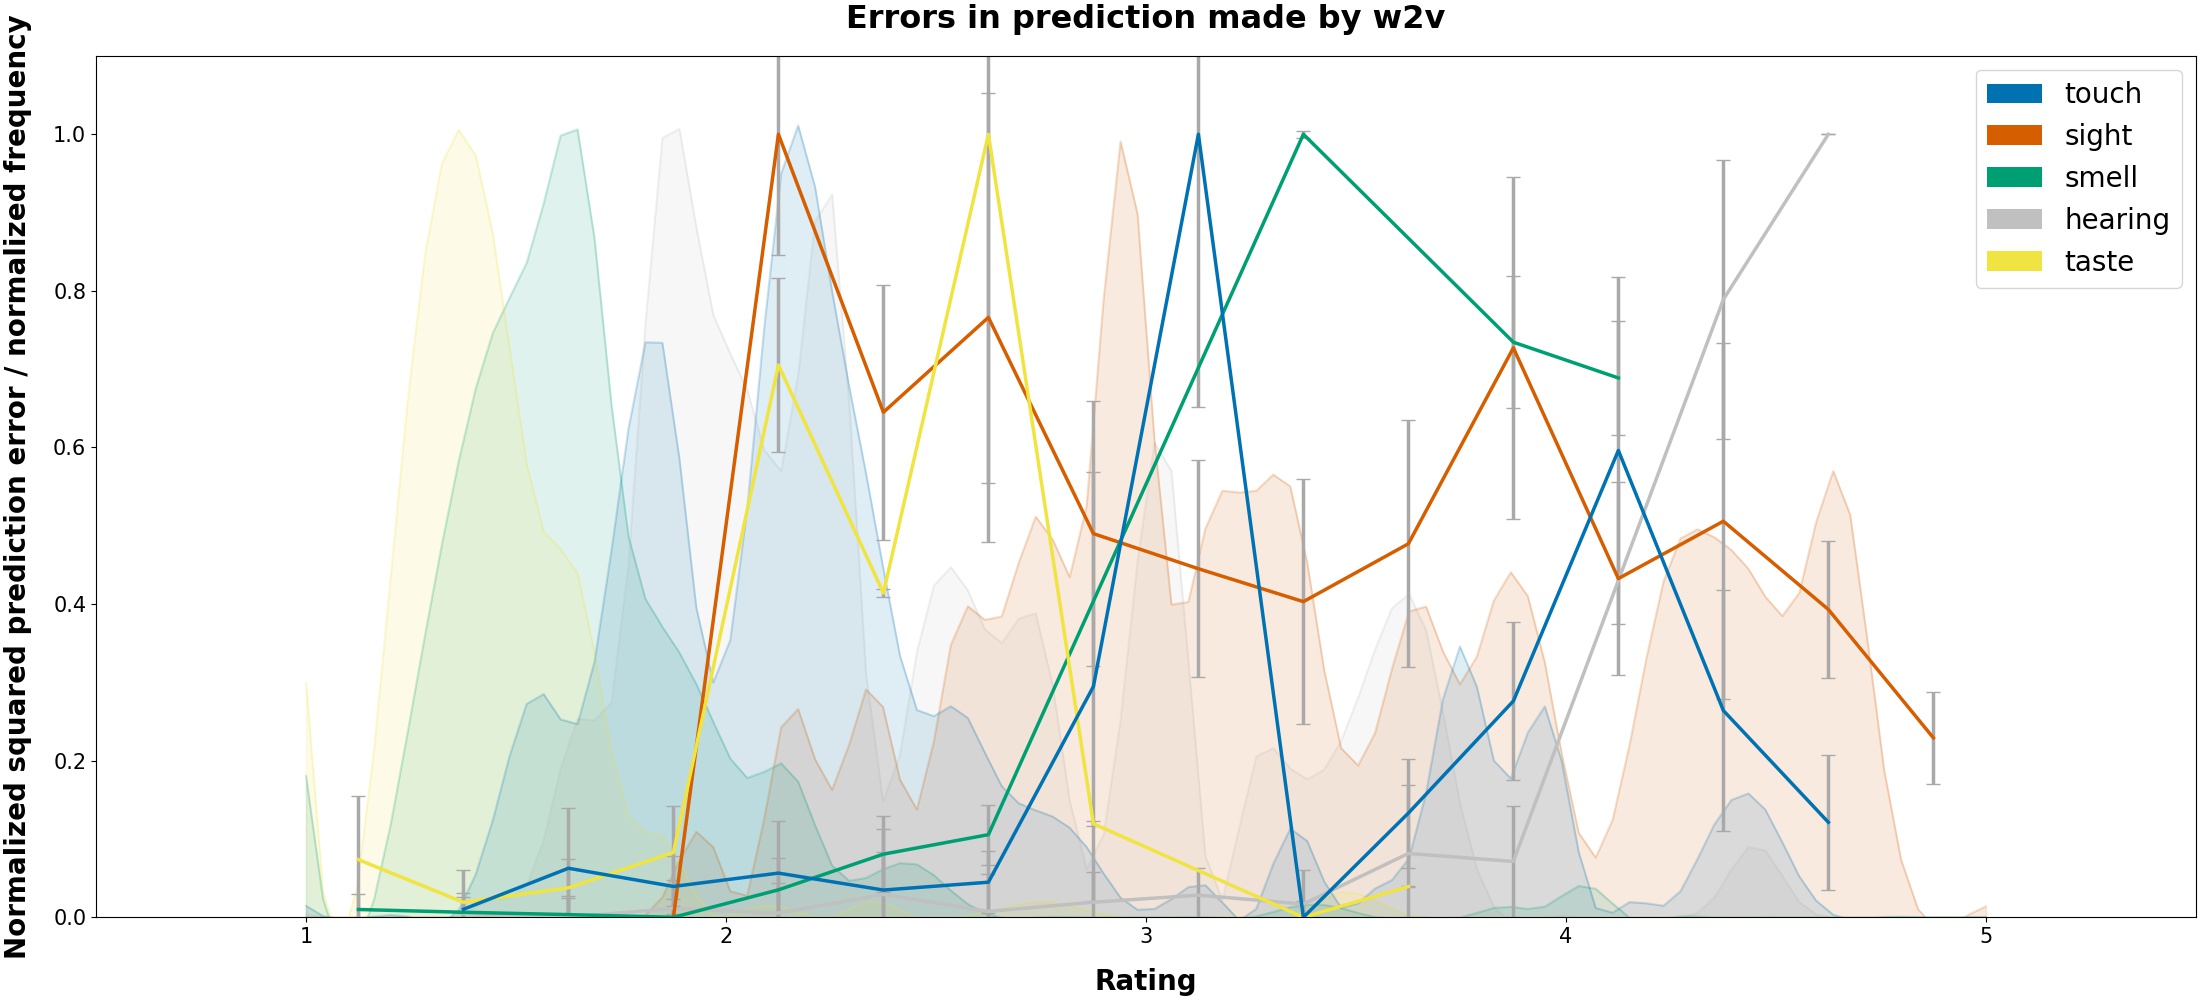 Errors in prediction made by w2v
Normalized squared prediction error / normalized frequency
1.0
0.8
0.6
0.4
0.2
0.0
touch
sight
smell
hearing
taste
1
2
3
4
5
Rating